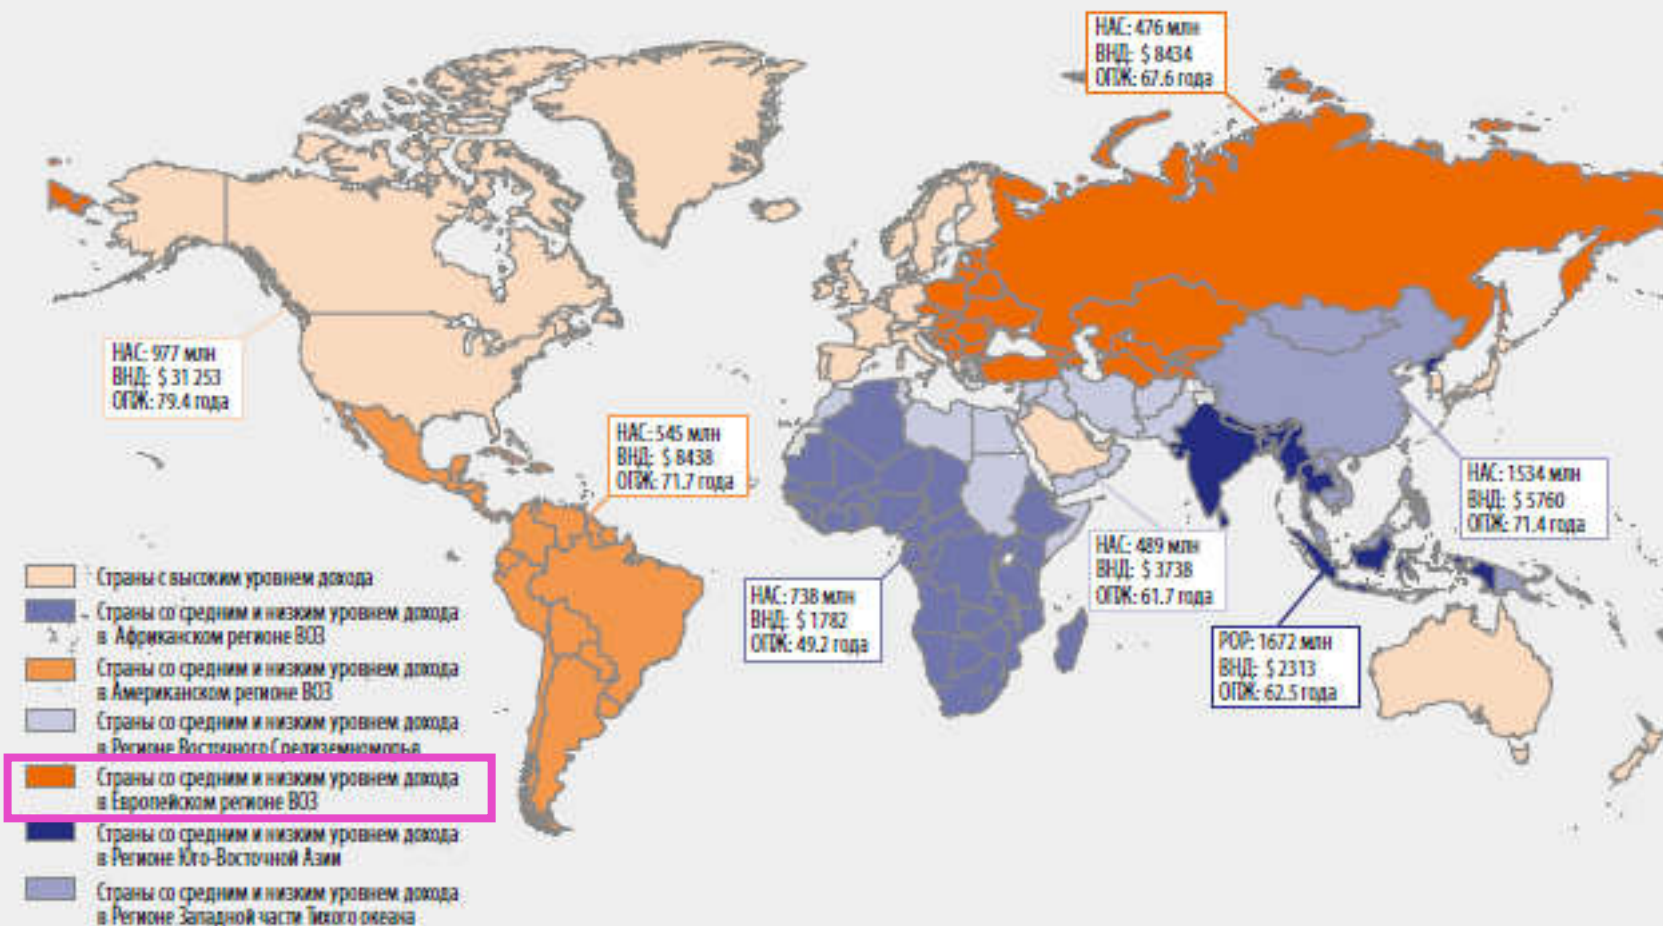 НАС: 476 млн
ВНД: $ 8434
ОПЖ: 67.6 года
НАС: 977 млн
ВНД: $ 31 253
ОПЖ: 79.4 года
НАС: 545 млн
ВНД: $ 8438
ОПЖ: 71.7 года
НАС: 1534 млн
ВНД: $ 5760
ОПЖ: 71.4 года
НАС: 489 млн
ВНД: $ 3738
ОПЖ: 61.7 года
НАС: 738 млн
ВНД: $ 1782
ОПЖ: 49.2 года
POP: 1672 млн
ВНД: $ 2313
ОПЖ: 62.5 года
Страны с высоким уровнем дохода
Страны со средним и низким уровнем дохода
в Африканском регионе ВОЗ
Страны со средним и низким уровнем дохода
в Американском регионе ВОЗ
Страны со средним и низким уровнем дохода
в Регионе Восточного Средиземноморья
Страны со средним и низким уровнем дохода
в Европейском регионе ВОЗ
Страны со средним и низким уровнем дохода
в Регионе Юго-Восточной Азии
Страны со средним и низким уровнем дохода
в Регионе Западной части Тихого океана